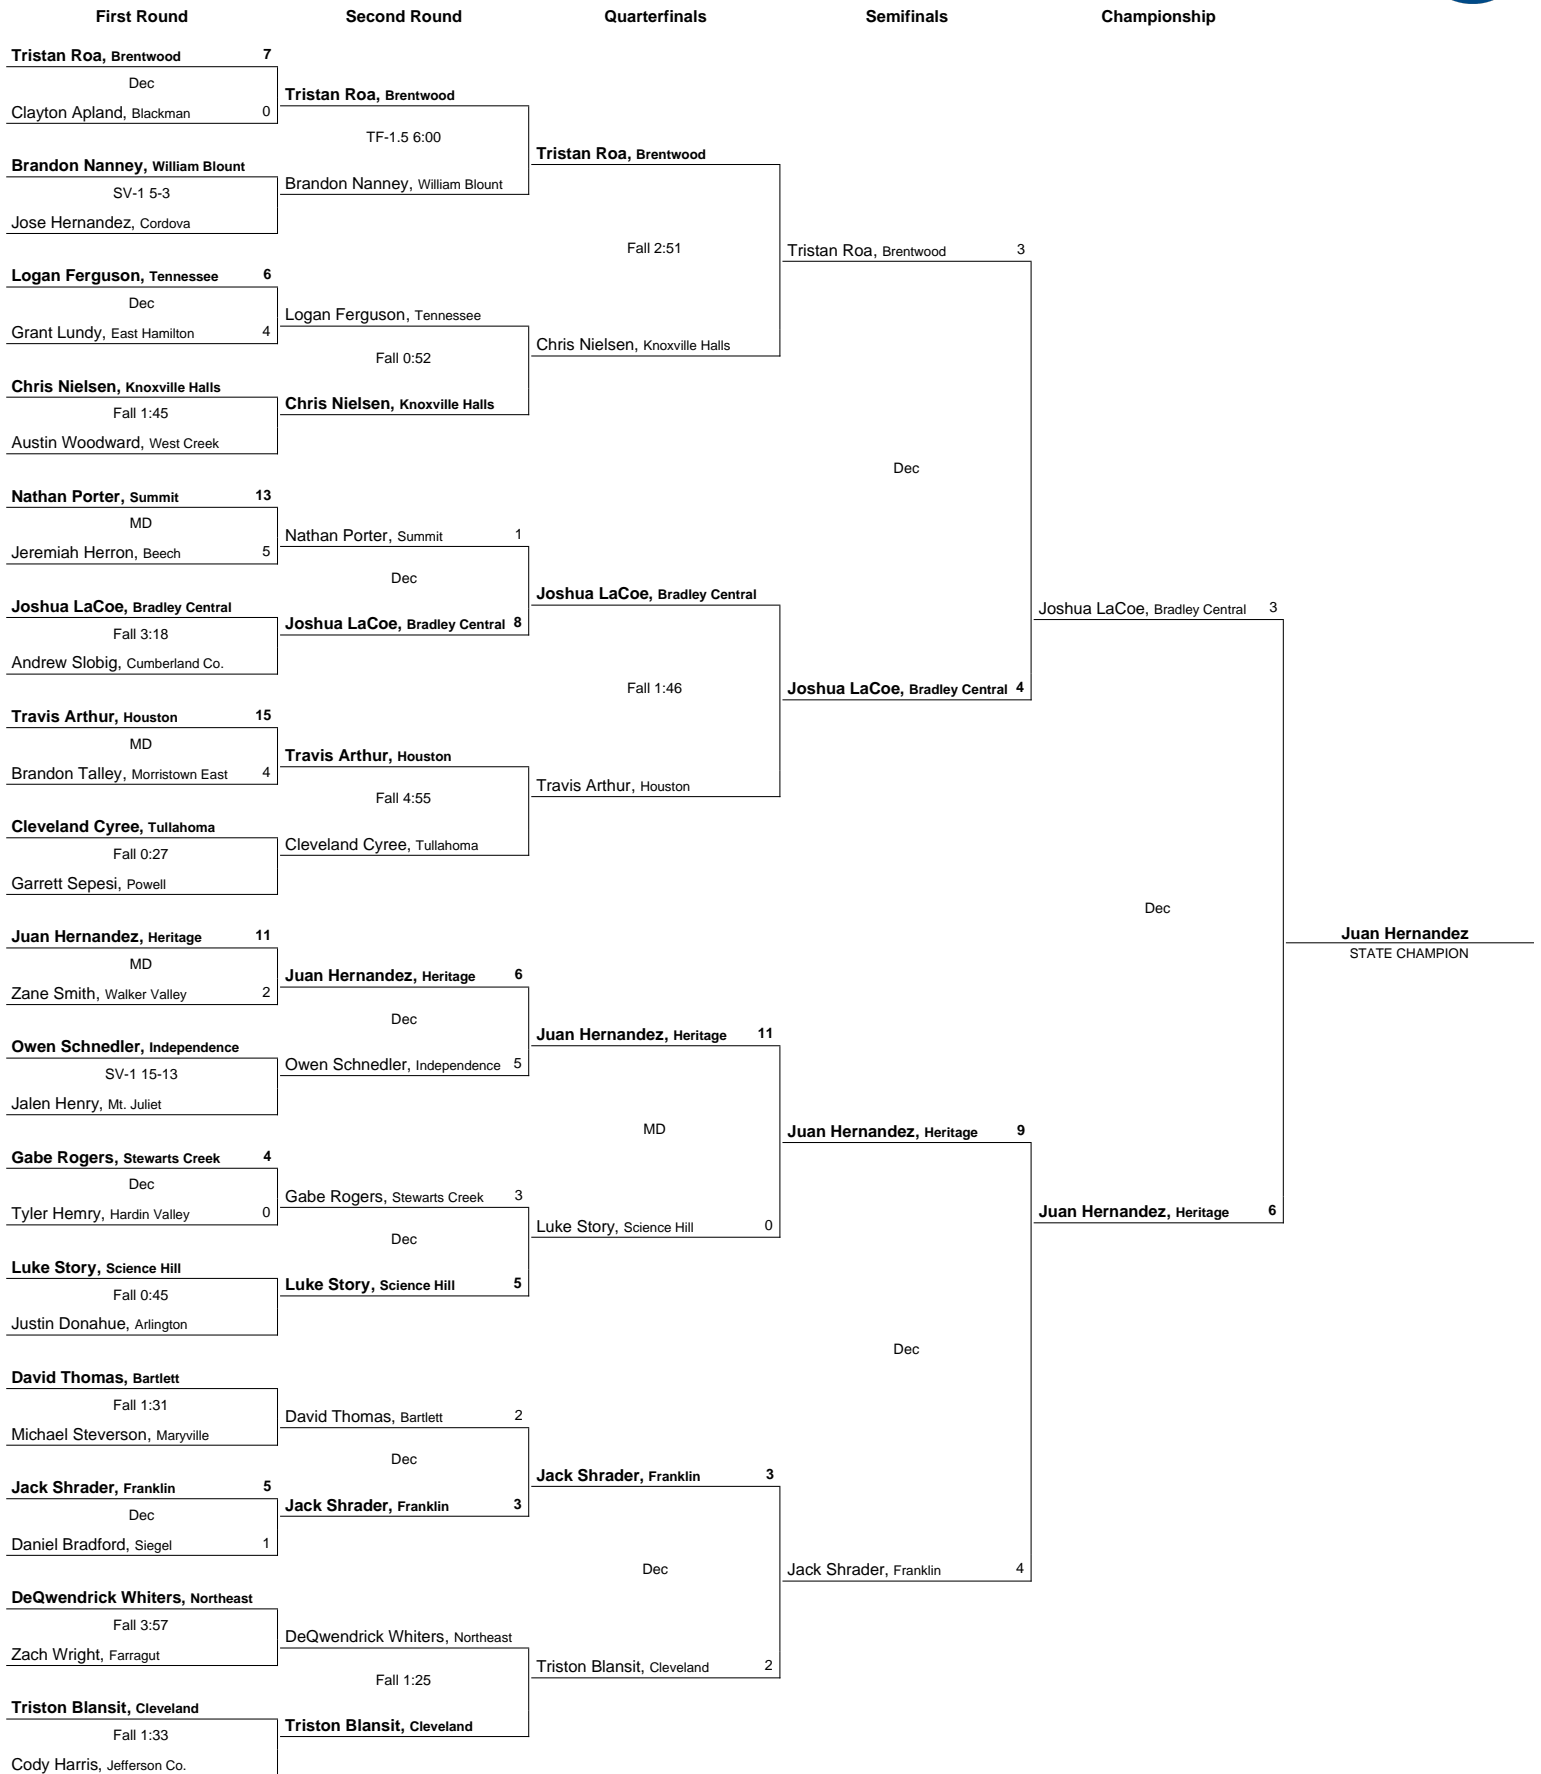 First Round Second Round Quarterfinals Semifinals Championship
Tristan Roa, Brentwood 7
Dec
Clayton Apland, Blackman 0
Brandon Nanney, William Blount
SV-1 5-3
Jose Hernandez, Cordova
Logan Ferguson, Tennessee 6
Dec
Grant Lundy, East Hamilton 4
Chris Nielsen, Knoxville Halls
Fall 1:45
Austin Woodward, West Creek
Nathan Porter, Summit 13
MD
Jeremiah Herron, Beech 5
Joshua LaCoe, Bradley Central
Fall 3:18
Andrew Slobig, Cumberland Co.
Travis Arthur, Houston 15
MD
Brandon Talley, Morristown East 4
Cleveland Cyree, Tullahoma
Fall 0:27
Garrett Sepesi, Powell
Juan Hernandez, Heritage 11
MD
Zane Smith, Walker Valley 2
Owen Schnedler, Independence
SV-1 15-13
Jalen Henry, Mt. Juliet
Gabe Rogers, Stewarts Creek 4
Dec
Tyler Hemry, Hardin Valley 0
Luke Story, Science Hill
Fall 0:45
Justin Donahue, Arlington
David Thomas, Bartlett
Fall 1:31
Michael Steverson, Maryville
Jack Shrader, Franklin 5
Dec
Daniel Bradford, Siegel 1
DeQwendrick Whiters, Northeast
Fall 3:57
Zach Wright, Farragut
Triston Blansit, Cleveland
Fall 1:33
Cody Harris, Jefferson Co.
Tristan Roa, Brentwood
TF-1.5 6:00
Brandon Nanney, William Blount
Logan Ferguson, Tennessee
Fall 0:52
Chris Nielsen, Knoxville Halls
Nathan Porter, Summit 1
Dec
Joshua LaCoe, Bradley Central 8
Travis Arthur, Houston
Fall 4:55
Cleveland Cyree, Tullahoma
Juan Hernandez, Heritage 6
Dec
Owen Schnedler, Independence 5
Gabe Rogers, Stewarts Creek 3
Dec
Luke Story, Science Hill 5
David Thomas, Bartlett 2
Dec
Jack Shrader, Franklin 3
DeQwendrick Whiters, Northeast
Fall 1:25
Triston Blansit, Cleveland
Tristan Roa, Brentwood
Fall 2:51
Chris Nielsen, Knoxville Halls
Joshua LaCoe, Bradley Central
Fall 1:46
Travis Arthur, Houston
Juan Hernandez, Heritage 11
MD
Luke Story, Science Hill 0
Jack Shrader, Franklin 3
Dec
Triston Blansit, Cleveland 2
Tristan Roa, Brentwood 3
Dec
Joshua LaCoe, Bradley Central 4
Juan Hernandez, Heritage 9
Dec
Jack Shrader, Franklin 4
Joshua LaCoe, Bradley Central 3
Dec
Juan Hernandez, Heritage 6
Juan Hernandez
STATE CHAMPION